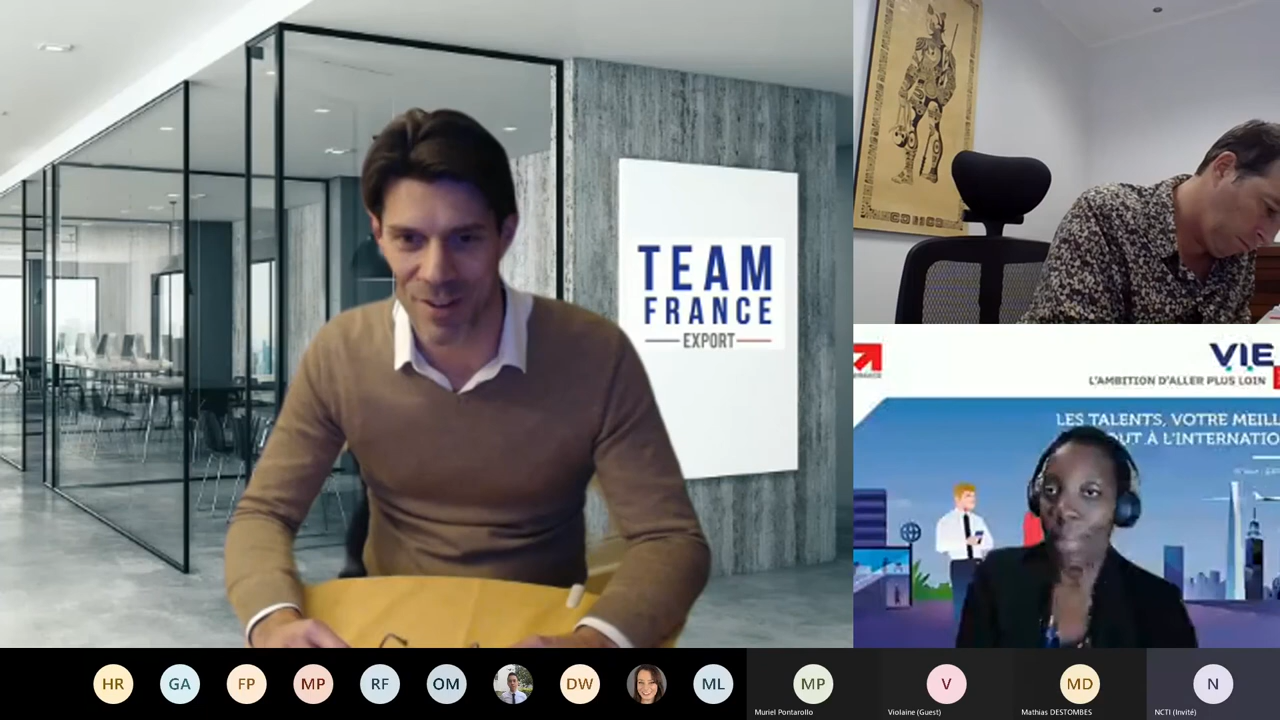 TEAM
FRANCE
EXPORT
VIE
L'AMBITION D'ALLER PLUS LOIN
LES TALENTS, VOTRE MEILL
OUT À L'INTERNATIO
HR
GA
FP
MP
RF
OM
DW
ML
MP
V
MD
N
Muriel Pontarollo
Violaine (Guest)
Mathias DESTOMBES
NCTI (Invité)